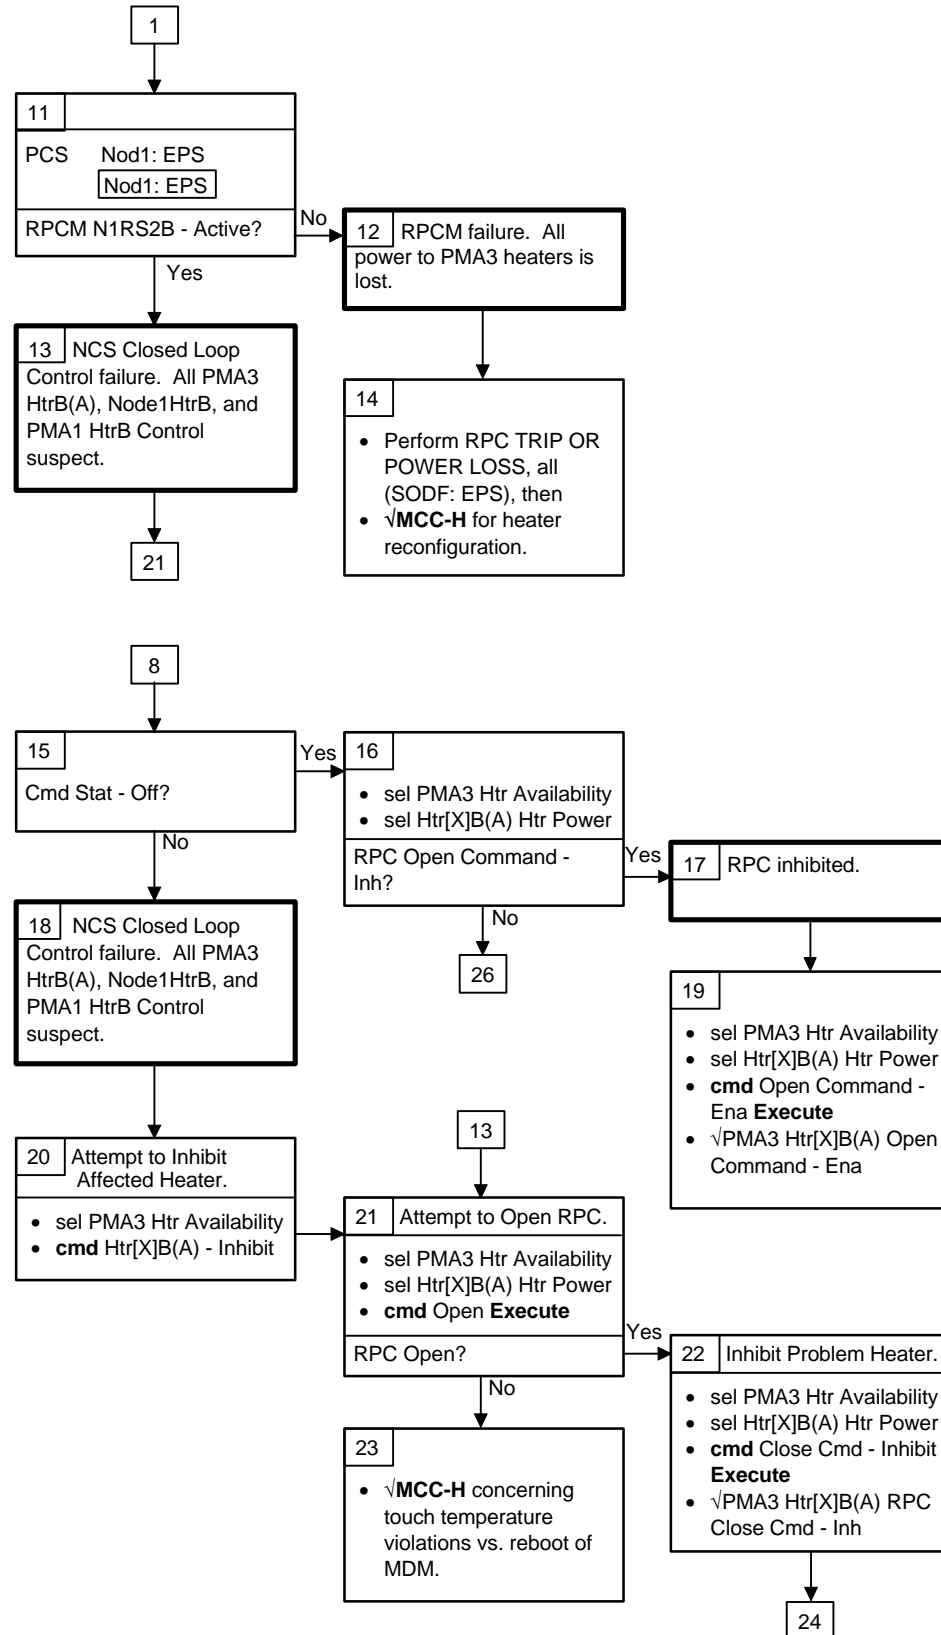 1
11
PCS Nod1: EPS
Nod1: EPS
RPCM N1RS2B - Active?
No
Yes
12 RPCM failure. All
power to PMA3 heaters is
lost.
13 NCS Closed Loop
Control failure. All PMA3
HtrB(A), Node1HtrB, and
PMA1 HtrB Control
suspect.
21
14
• Perform RPC TRIP OR
POWER LOSS, all
(SODF: EPS), then
• √MCC-H for heater
reconfiguration.
8
15
Cmd Stat - Off?
Yes
No
16
• sel PMA3 Htr Availability
• sel Htr[X]B(A) Htr Power
RPC Open Command -
Inh?
Yes
No
26
17 RPC inhibited.
18 NCS Closed Loop
Control failure. All PMA3
HtrB(A), Node1HtrB, and
PMA1 HtrB Control
suspect.
19
• sel PMA3 Htr Availability
• sel Htr[X]B(A) Htr Power
• cmd Open Command -
Ena Execute
• √PMA3 Htr[X]B(A) Open
Command - Ena
20 Attempt to Inhibit
Affected Heater.
• sel PMA3 Htr Availability
• cmd Htr[X]B(A) - Inhibit
13
21 Attempt to Open RPC.
• sel PMA3 Htr Availability
• sel Htr[X]B(A) Htr Power
• cmd Open Execute
RPC Open?
Yes
No
22 Inhibit Problem Heater.
• sel PMA3 Htr Availability
• sel Htr[X]B(A) Htr Power
• cmd Close Cmd - Inhibit
Execute
• √PMA3 Htr[X]B(A) RPC
Close Cmd - Inh
23
• √MCC-H concerning
touch temperature
violations vs. reboot of
MDM.
24